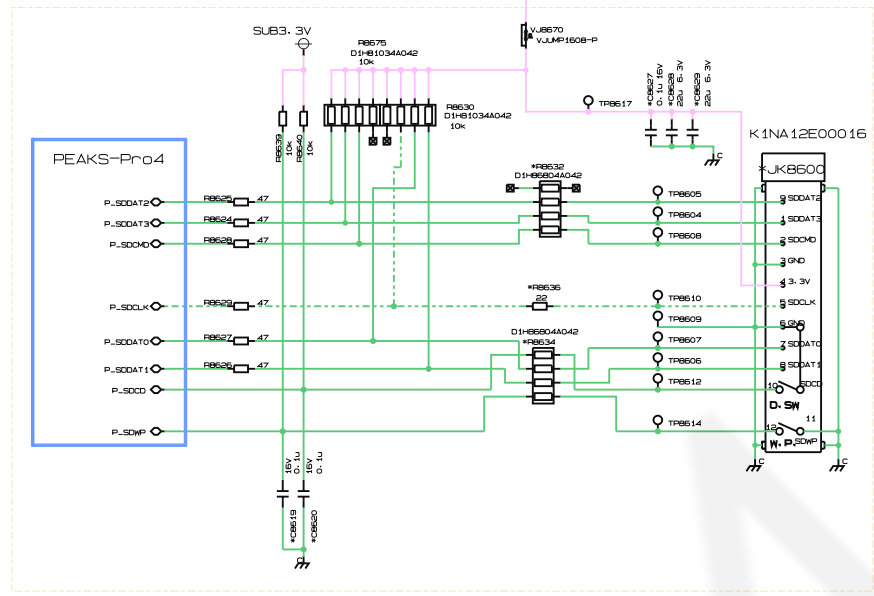 SUB3. 3V
VJ8670
VJUMP1608-P
R8675
D1H81034A042
10k
R8630
D1H81034A042
10k
TP8617
*C8627
0.1u 16V
*C8628
22u 6.3V
*C8629
22u 6.3V
C
K1NA12E00016
*JK8600
R8639
10k
R8640
10k
PEAKS-Pro4
*R8632
D1H86804A042
P_SDDAT2
R8625
47
TP8605
9 SDDAT2
P_SDDAT3
R8624
47
TP8604
1 SDDAT3
P_SDCMD
R8628
47
TP8608
2 SDCMD
3 GND
4 3.3V
*R8636
22
P_SDCLK
R8629
47
TP8610
5 SDCLK
TP8609
6 GND
D1H86804A042
*R8634
P_SDDAT0
R8627
47
TP8607
7 SDDAT0
P_SDDAT1
R8626
47
TP8606
8 SDDAT1
P_SDCD
TP8612
10
SDCD
D.SW
P_SDWP
TP8614
11
12
W.P.
SDWP
C
C
16V
0.1u
16V
0.1u
*C8619
*C8620
C